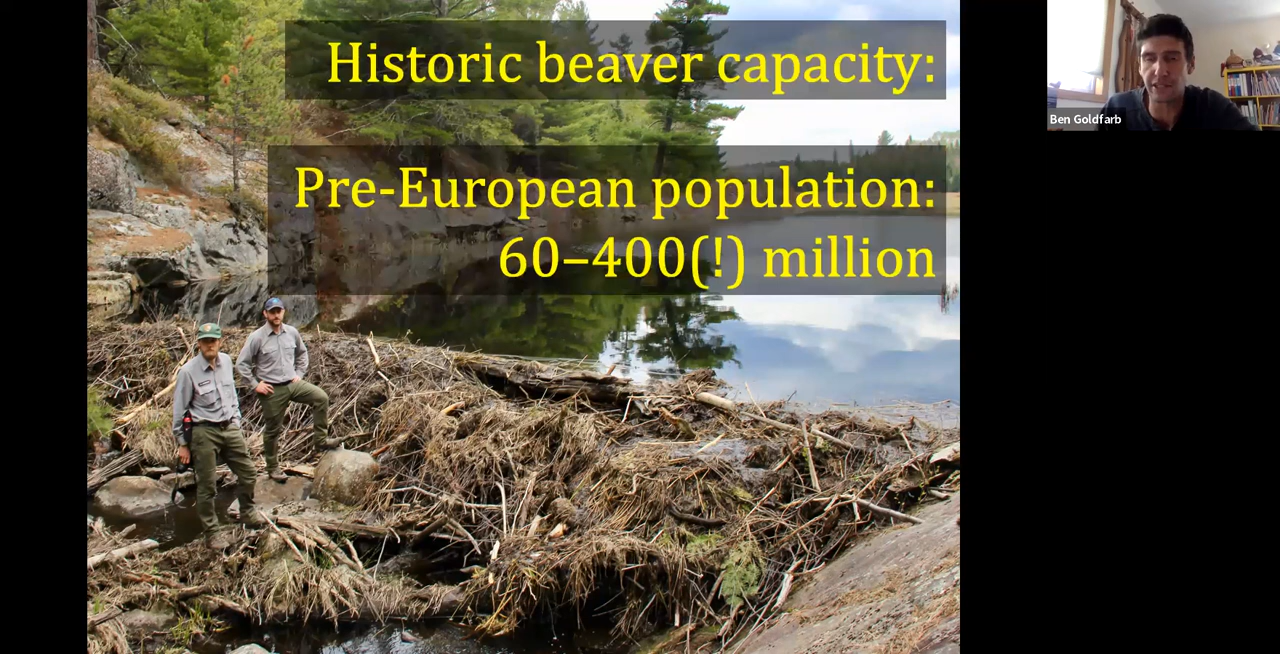 Historic beaver capacity:
Pre-European population:
60–400(!) million
Ben Goldfarb